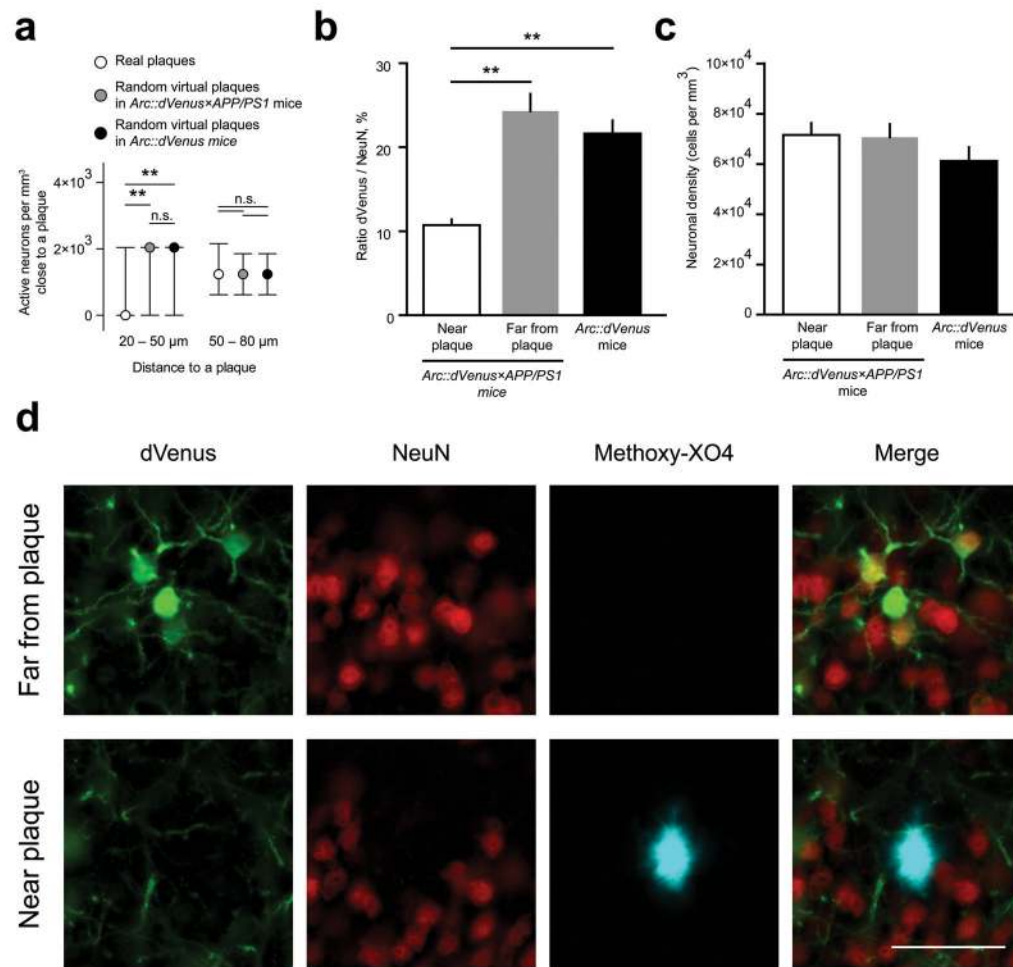 a
Real plaques
Random virtual plaques
in Arc::dVenus×APP/PS1 mice
Random virtual plaques
in Arc::dVenus mice
Active neurons per mm³
close to a plaque
4×10³
2×10³
0
**
**
n.s.
n.s.
20 – 50 µm
50 – 80 µm
Distance to a plaque
b
Ratio dVenus / NeuN, %
30
20
10
0
**
**
Near
plaque
Far from
plaque
Arc::dVenus
mice
Arc::dVenus×APP/PS1
mice
c
Neuronal density (cells per mm³)
10×10⁴
8×10⁴
6×10⁴
4×10⁴
2×10⁴
0
Near
plaque
Far from
plaque
Arc::dVenus
mice
Arc::dVenus×APP/PS1
mice
d
dVenus
NeuN
Methoxy-XO4
Merge
Far from plaque
Near plaque